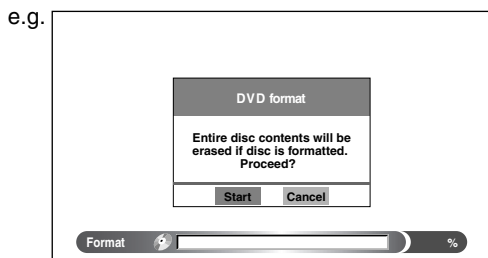 e.g.
DVD format
Entire disc contents will be
erased if disc is formatted.
Proceed?
Start Cancel
Format %